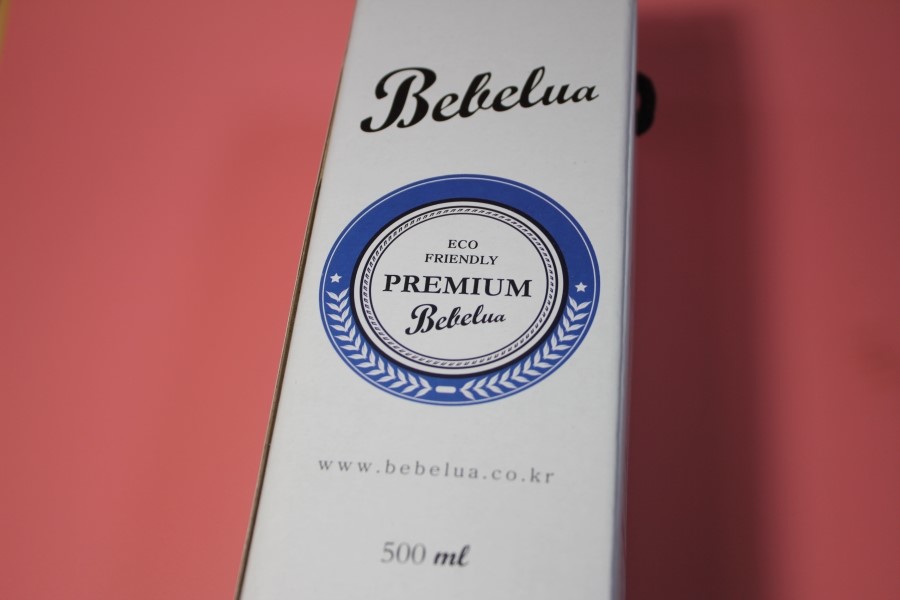 Bebelua
ECO
FRIENDLY
PREMIUM
Bebelua
www.bebelua.co.kr
500 ml